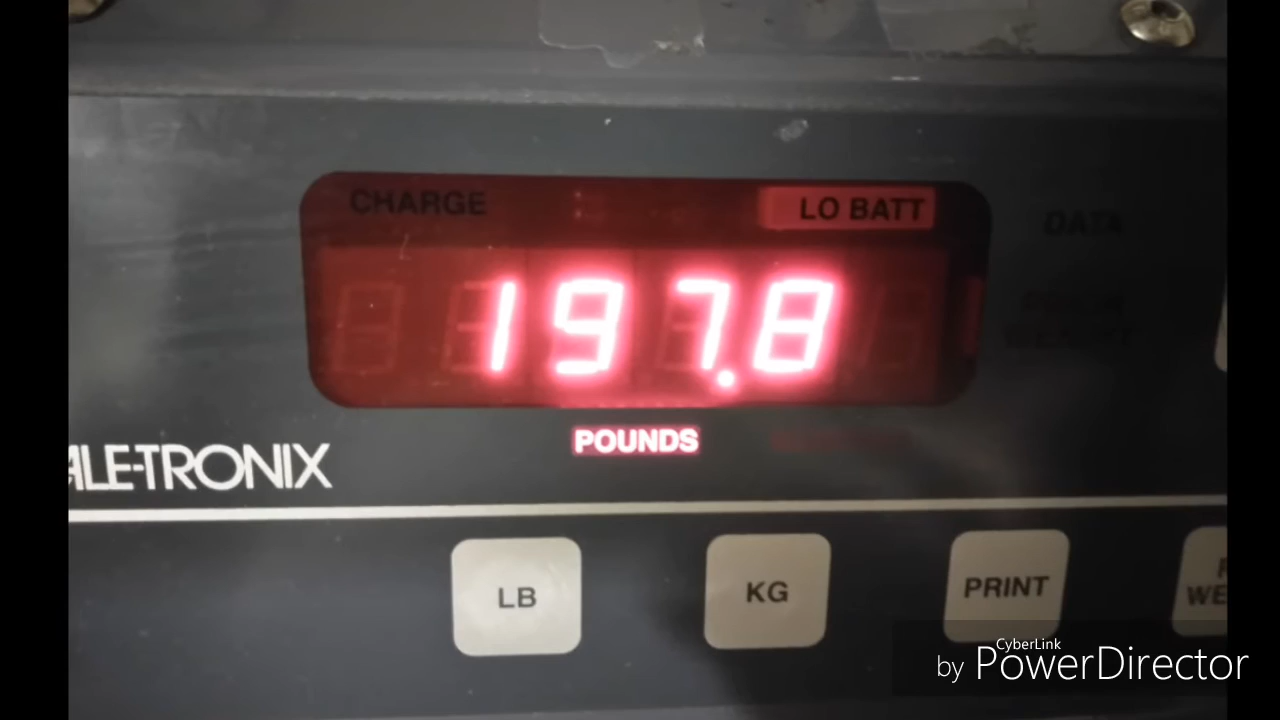 CHARGE
LO BATT
DATA
197.8
POUNDS
ALE-TRONIX
LB
KG
PRINT
CyberLink
by PowerDirector